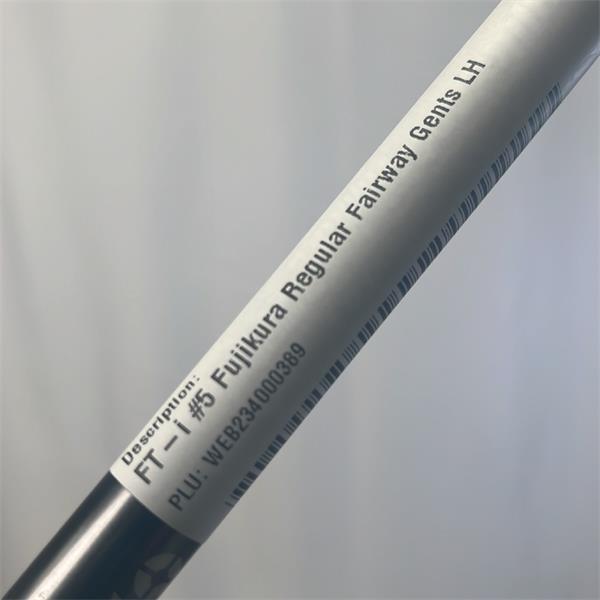 Description:
FT-i #5 Fujikura Regular Fairway Gents LH
PLU: WEB234000389